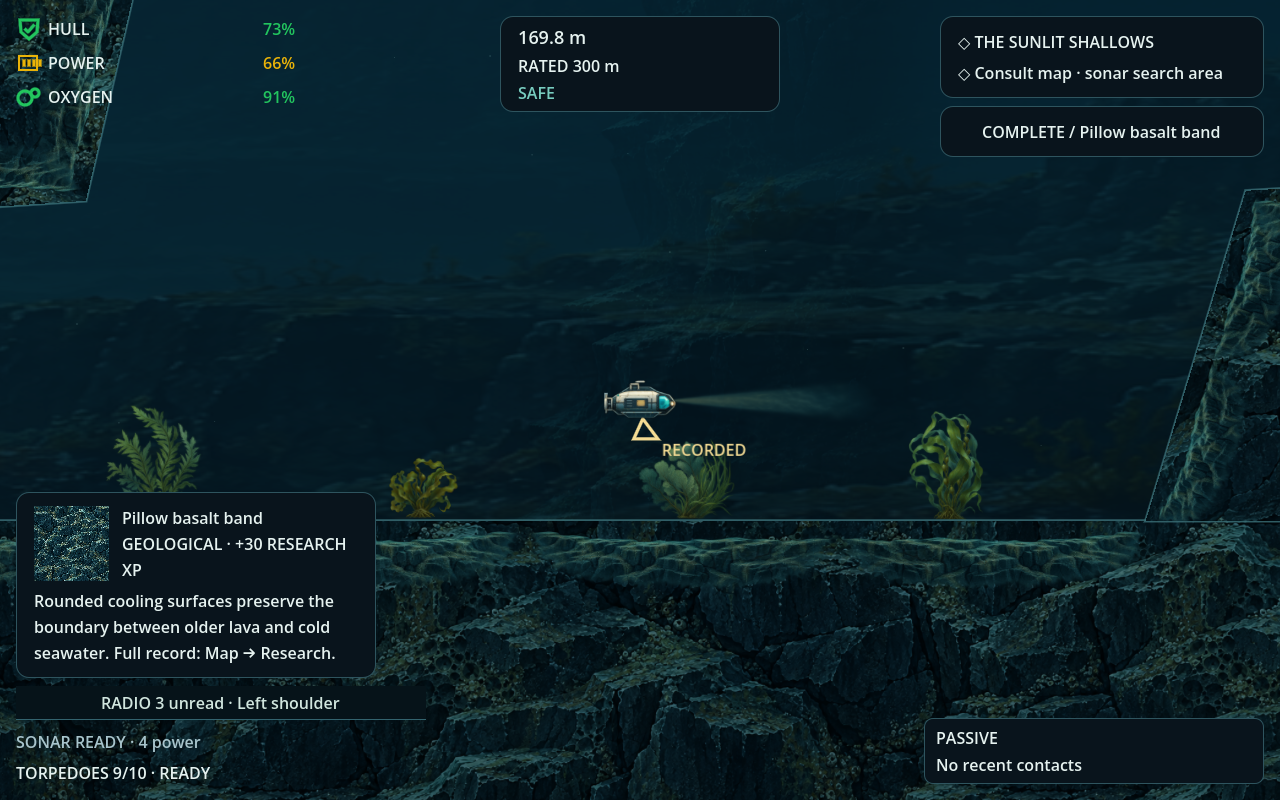 HULL 73%
POWER 66%
OXYGEN 91%
169.8 m
RATED 300 m
SAFE
◇ THE SUNLIT SHALLOWS
◇ Consult map · sonar search area
COMPLETE / Pillow basalt band
RECORDED
Pillow basalt band
GEOLOGICAL · +30 RESEARCH
XP
Rounded cooling surfaces preserve the
boundary between older lava and cold
seawater. Full record: Map → Research.
RADIO 3 unread · Left shoulder
SONAR READY · 4 power
TORPEDOES 9/10 · READY
PASSIVE
No recent contacts